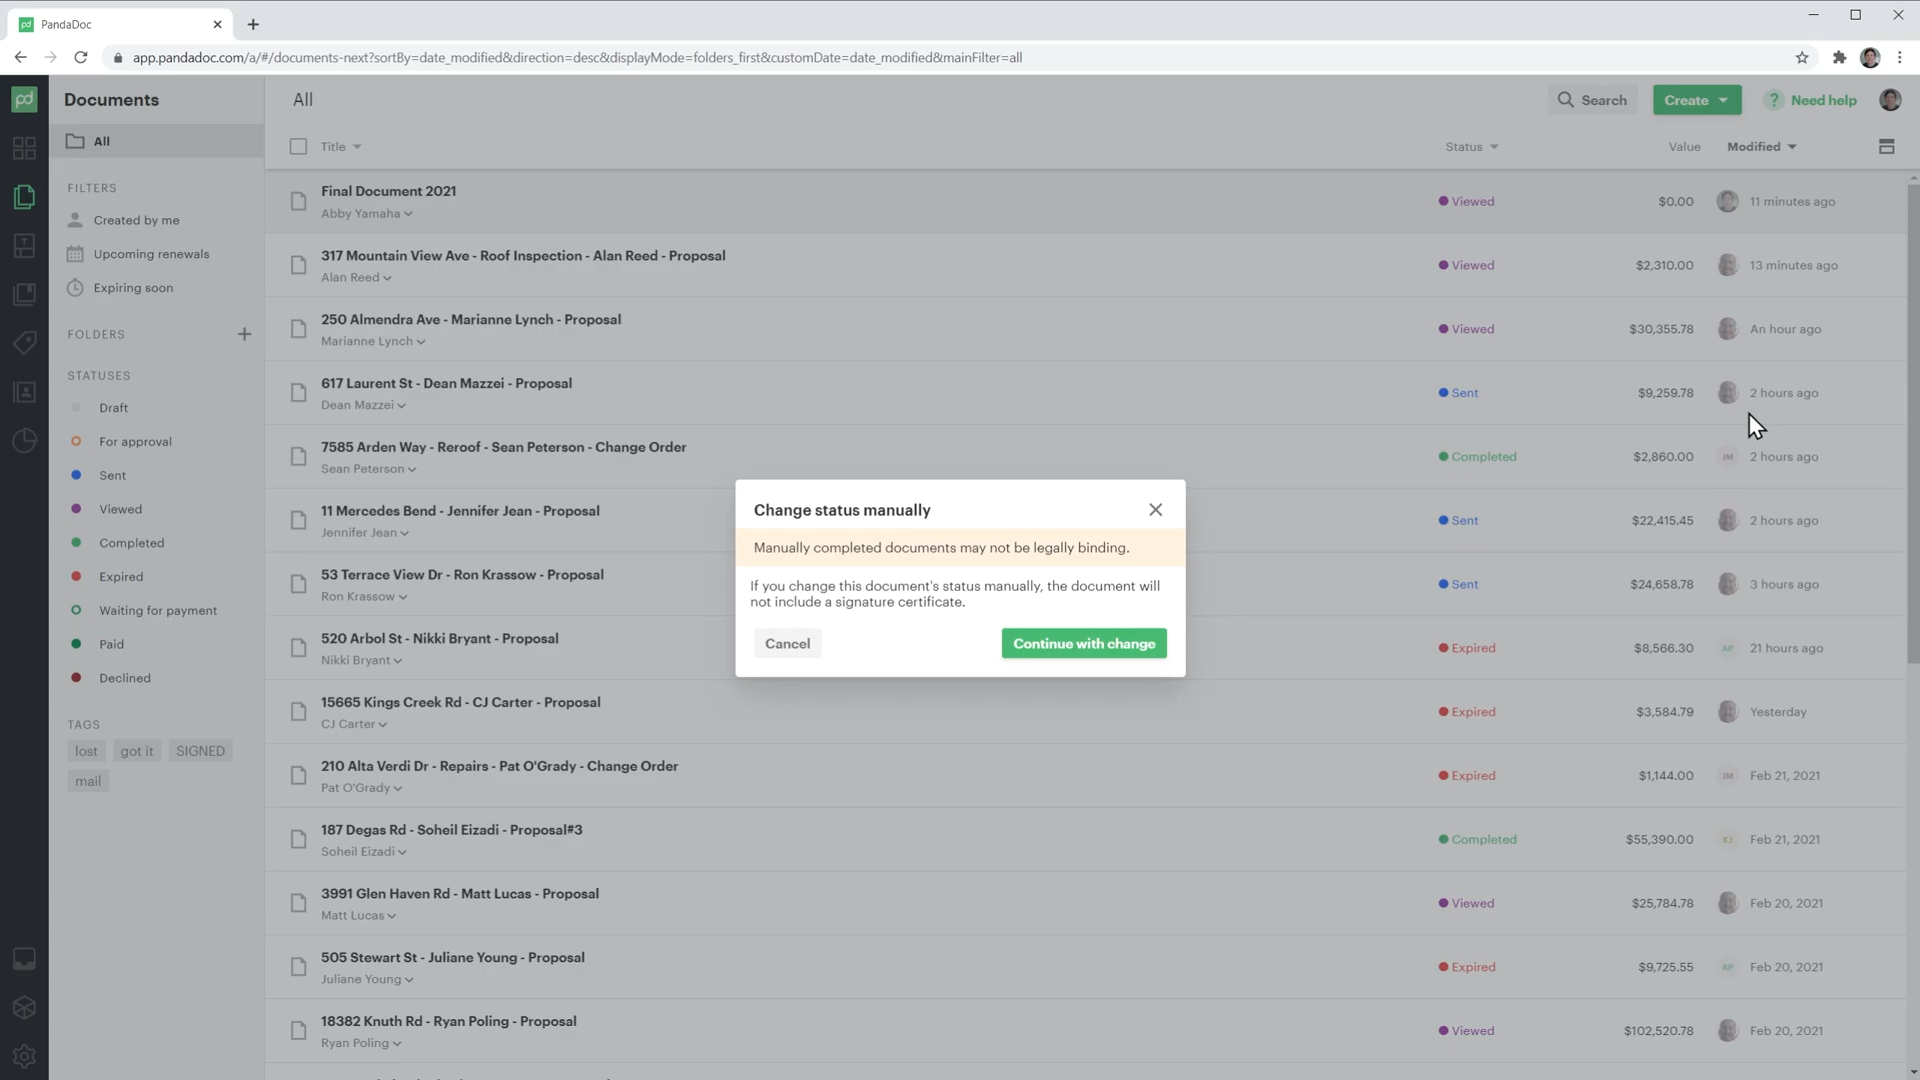 PandaDoc
app.pandadoc.com/a/#/documents-next?sortBy=date_modified&direction=desc&displayMode=folders_first&customDate=date_modified&mainFilter=all
pd
Documents
All
Search
Create
? Need help
All
Title
Status
Value
Modified
FILTERS
Created by me
Upcoming renewals
Expiring soon
FOLDERS
STATUSES
Draft
For approval
Sent
Viewed
Completed
Expired
Waiting for payment
Paid
Declined
TAGS
lost got it SIGNED
mail
Final Document 2021
Abby Yamaha
Viewed $0.00 11 minutes ago
317 Mountain View Ave - Roof Inspection - Alan Reed - Proposal
Alan Reed
Viewed $2,310.00 13 minutes ago
250 Almendra Ave - Marianne Lynch - Proposal
Marianne Lynch
Viewed $30,355.78 An hour ago
617 Laurent St - Dean Mazzei - Proposal
Dean Mazzei
Sent $9,259.78 2 hours ago
7585 Arden Way - Reroof - Sean Peterson - Change Order
Sean Peterson
Completed $2,860.00 JM 2 hours ago
11 Mercedes Bend - Jennifer Jean - Proposal
Jennifer Jean
Sent $22,415.45 2 hours ago
53 Terrace View Dr - Ron Krassow - Proposal
Ron Krassow
Sent $24,658.78 3 hours ago
520 Arbol St - Nikki Bryant - Proposal
Nikki Bryant
Expired $8,566.30 AP 21 hours ago
15665 Kings Creek Rd - CJ Carter - Proposal
CJ Carter
Expired $3,584.79 Yesterday
210 Alta Verdi Dr - Repairs - Pat O'Grady - Change Order
Pat O'Grady
Expired $1,144.00 JM Feb 21, 2021
187 Degas Rd - Soheil Eizadi - Proposal#3
Soheil Eizadi
Completed $55,390.00 KJ Feb 21, 2021
3991 Glen Haven Rd - Matt Lucas - Proposal
Matt Lucas
Viewed $25,784.78 Feb 20, 2021
505 Stewart St - Juliane Young - Proposal
Juliane Young
Expired $9,725.55 AP Feb 20, 2021
18382 Knuth Rd - Ryan Poling - Proposal
Ryan Poling
Viewed $102,520.78 Feb 20, 2021
Change status manually
Manually completed documents may not be legally binding.
If you change this document's status manually, the document will
not include a signature certificate.
Cancel
Continue with change